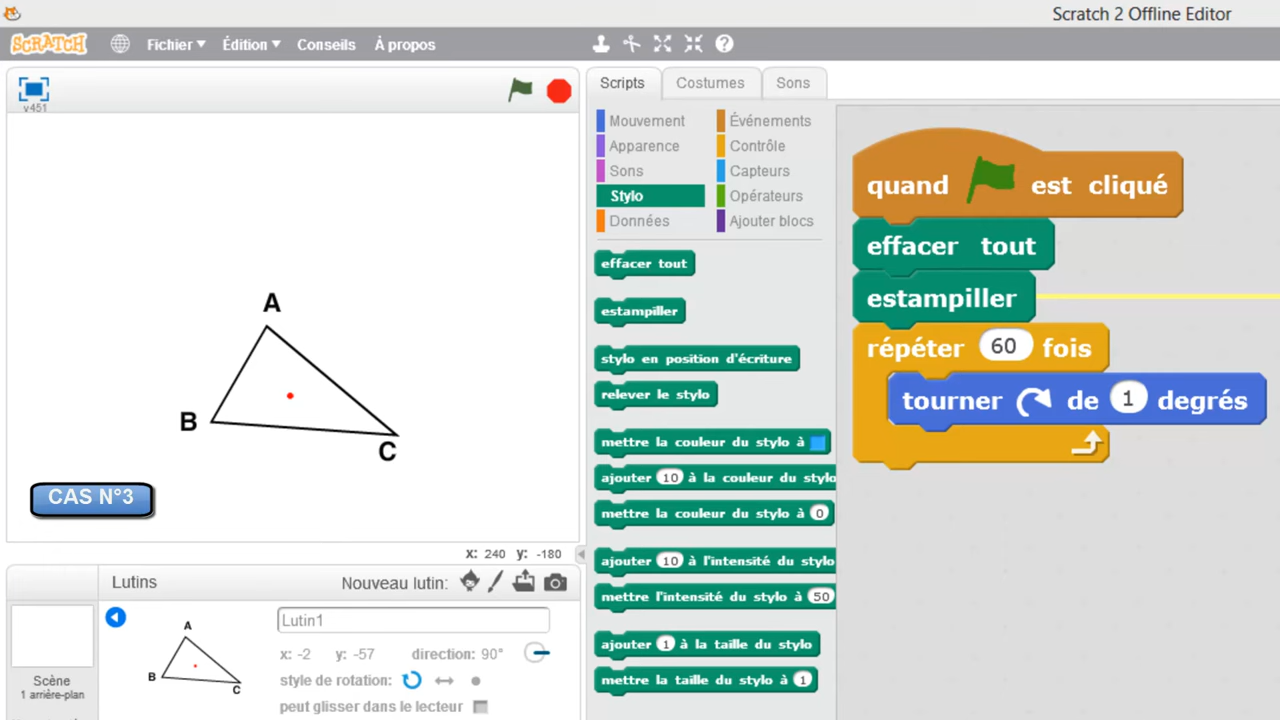 Scratch 2 Offline Editor
SCRATCH
Fichier
Édition
Conseils
À propos
v451
A
B
C
CAS N°3
x: 240 y: -180
Scripts
Costumes
Sons
Mouvement
Apparence
Sons
Stylo
Données
Événements
Contrôle
Capteurs
Opérateurs
Ajouter blocs
effacer tout
estampiller
stylo en position d'écriture
relever le stylo
mettre la couleur du stylo à
ajouter 10 à la couleur du stylo
mettre la couleur du stylo à 0
ajouter 10 à l'intensité du stylo
mettre l'intensité du stylo à 50
ajouter 1 à la taille du stylo
mettre la taille du stylo à 1
quand est cliqué
effacer tout
estampiller
répéter 60 fois
tourner de 1 degrés
Lutins
Nouveau lutin:
Scène
1 arrière-plan
A
B
C
Lutin1
x: -2 y: -57 direction: 90°
style de rotation:
peut glisser dans le lecteur